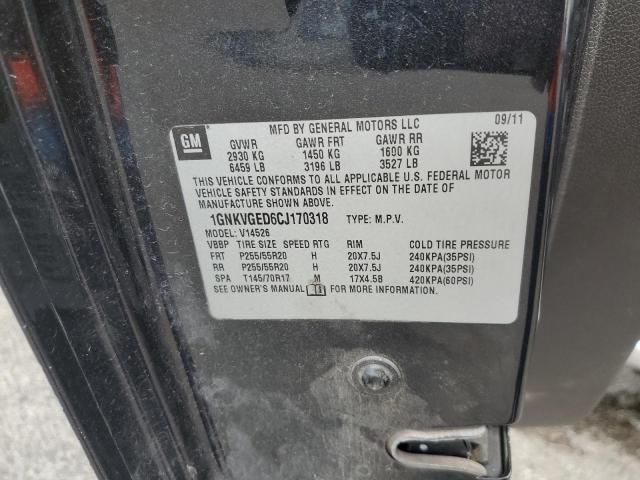 GM
MFD BY GENERAL MOTORS LLC
09/11
GVWR GAWR FRT GAWR RR
2930 KG 1450 KG 1600 KG
6459 LB 3196 LB 3527 LB
THIS VEHICLE CONFORMS TO ALL APPLICABLE U.S. FEDERAL MOTOR
VEHICLE SAFETY STANDARDS IN EFFECT ON THE DATE OF
MANUFACTURE SHOWN ABOVE.
1GNKVGED6CJ170318 TYPE: M.P.V.
MODEL: V14526
VBBP TIRE SIZE SPEED RTG RIM COLD TIRE PRESSURE
FRT P255/55R20 H 20X7.5J 240KPA(35PSI)
RR P255/55R20 H 20X7.5J 240KPA(35PSI)
SPA T145/70R17 M 17X4.5B 420KPA(60PSI)
SEE OWNER'S MANUAL FOR MORE INFORMATION.